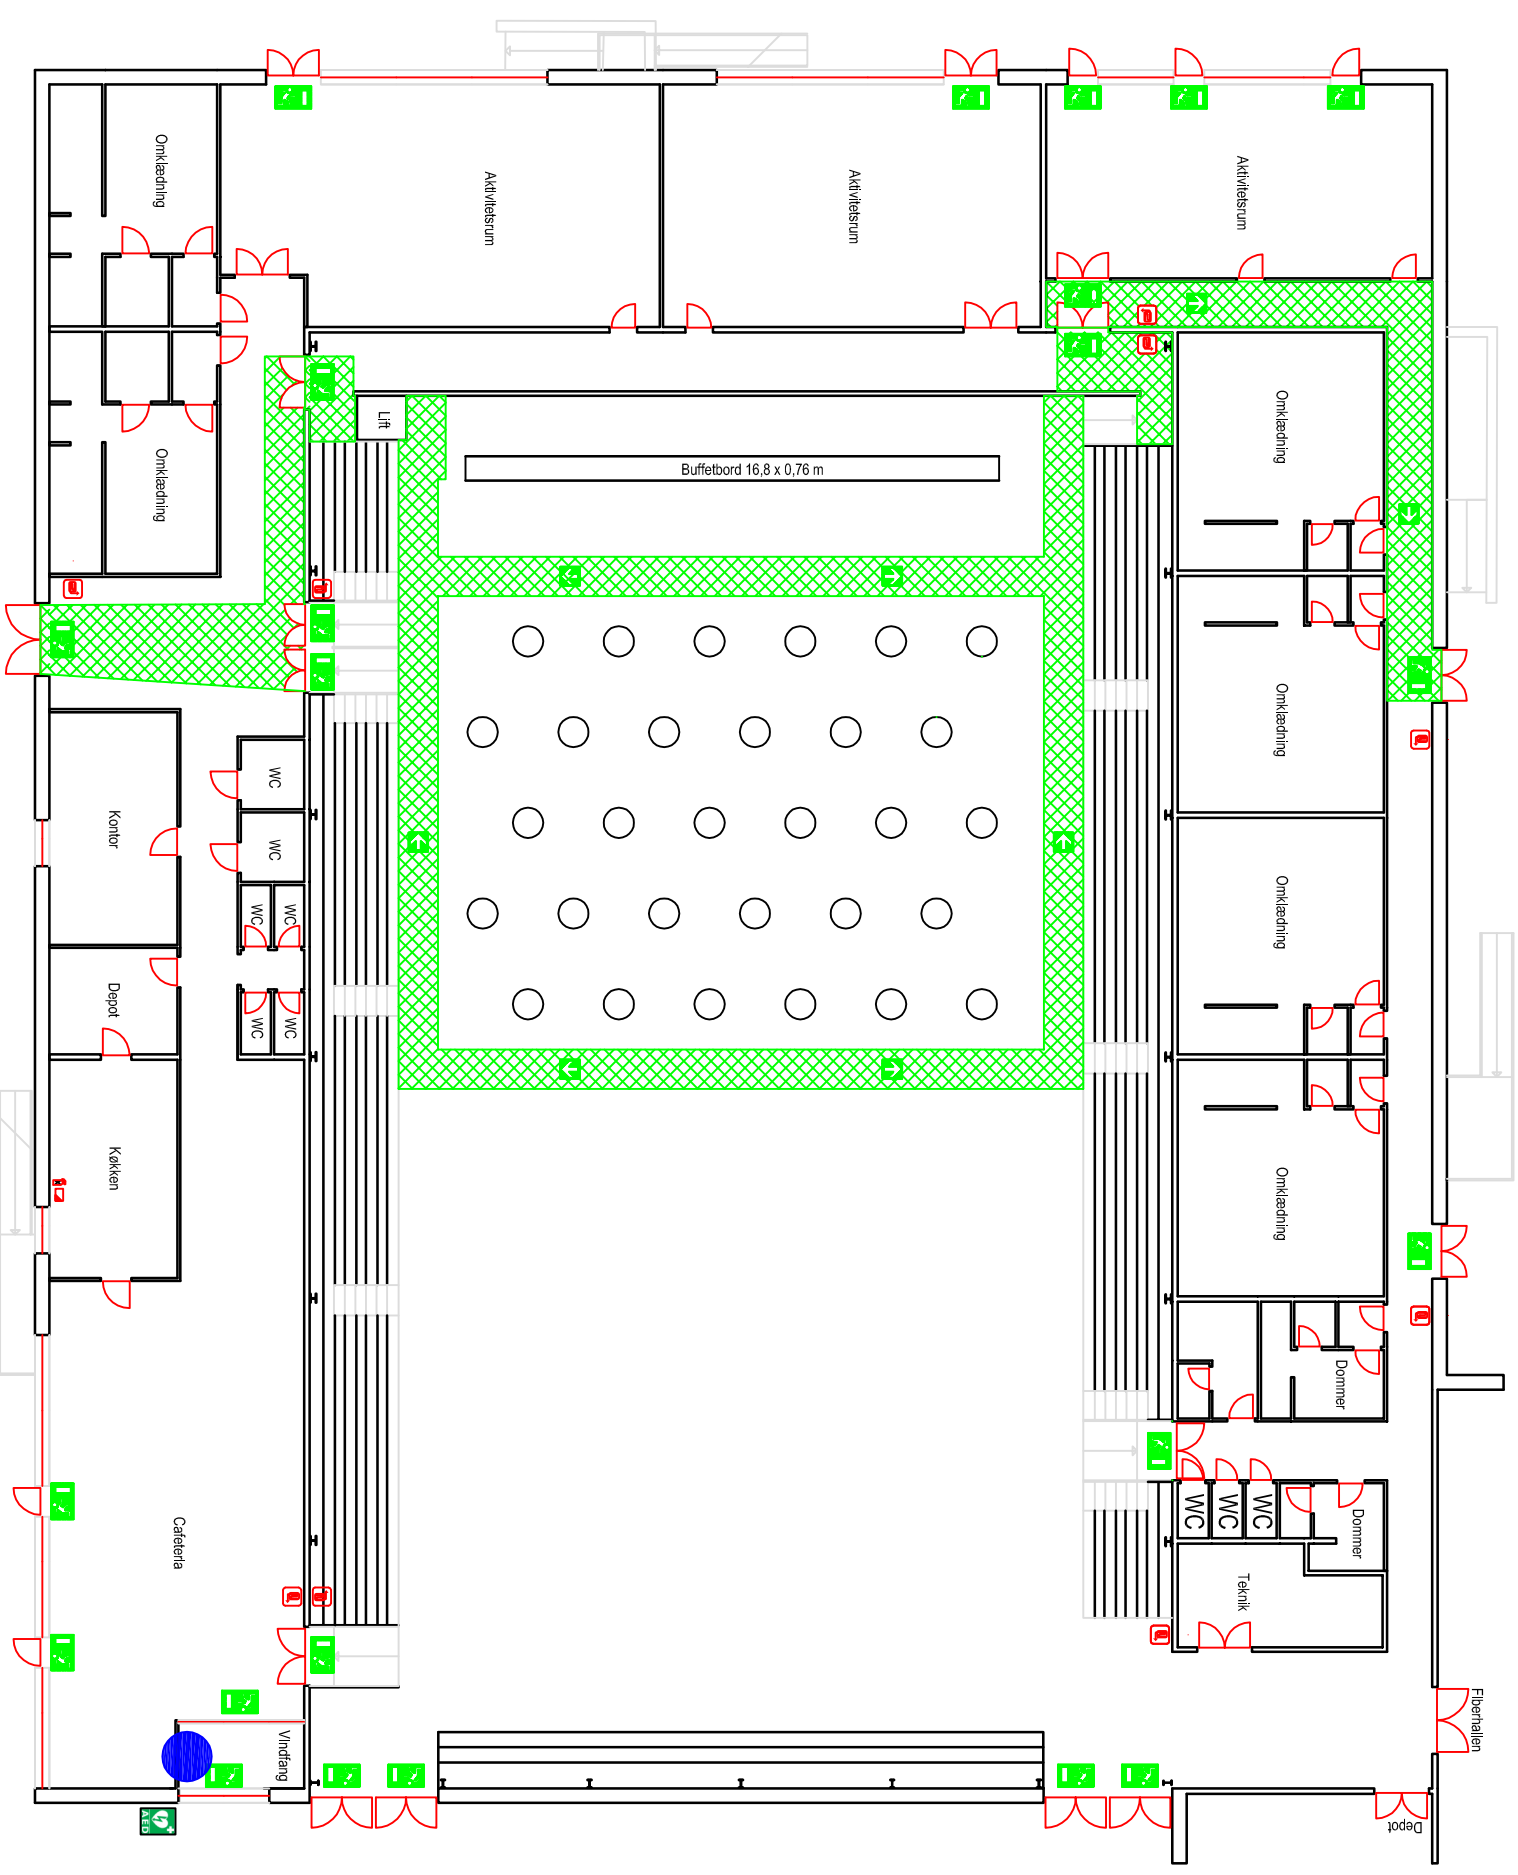 Omklædning
Aktivitetsrum
Aktivitetsrum
Aktivitetsrum
Omklædning
Lift
Omklædning
Buffetbord 16,8 x 0,76 m
Omklædning
WC
Kontor
WC
Omklædning
WC
WC
Depot
WC
WC
Køkken
Omklædning
Dommer
WC
WC
WC
Dommer
Cafeteria
Teknik
Fiberhallen
Vindfang
AED
Depot